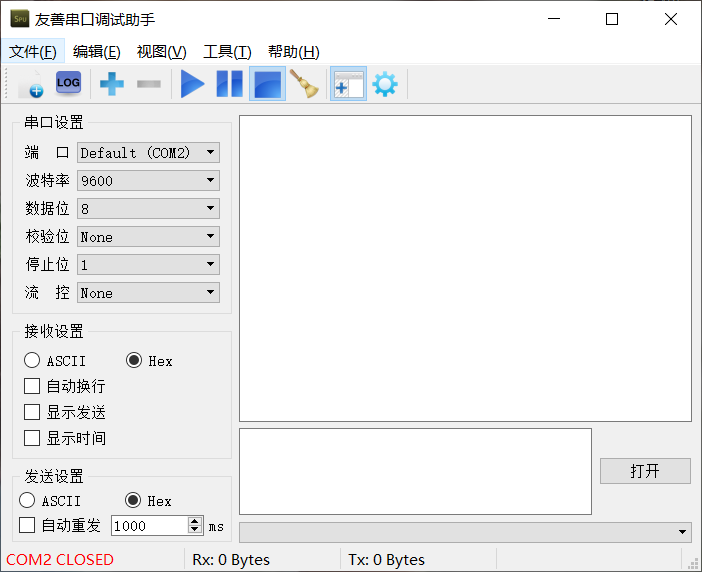 友善串口调试助手
文件(F) 编辑(E) 视图(V) 工具(T) 帮助(H)
LOG
串口设置
端 口 Default (COM2)
波特率 9600
数据位 8
校验位 None
停止位 1
流 控 None
接收设置
ASCII Hex
自动换行
显示发送
显示时间
发送设置
ASCII Hex
自动重发 1000 ms
打开
COM2 CLOSED Rx: 0 Bytes Tx: 0 Bytes